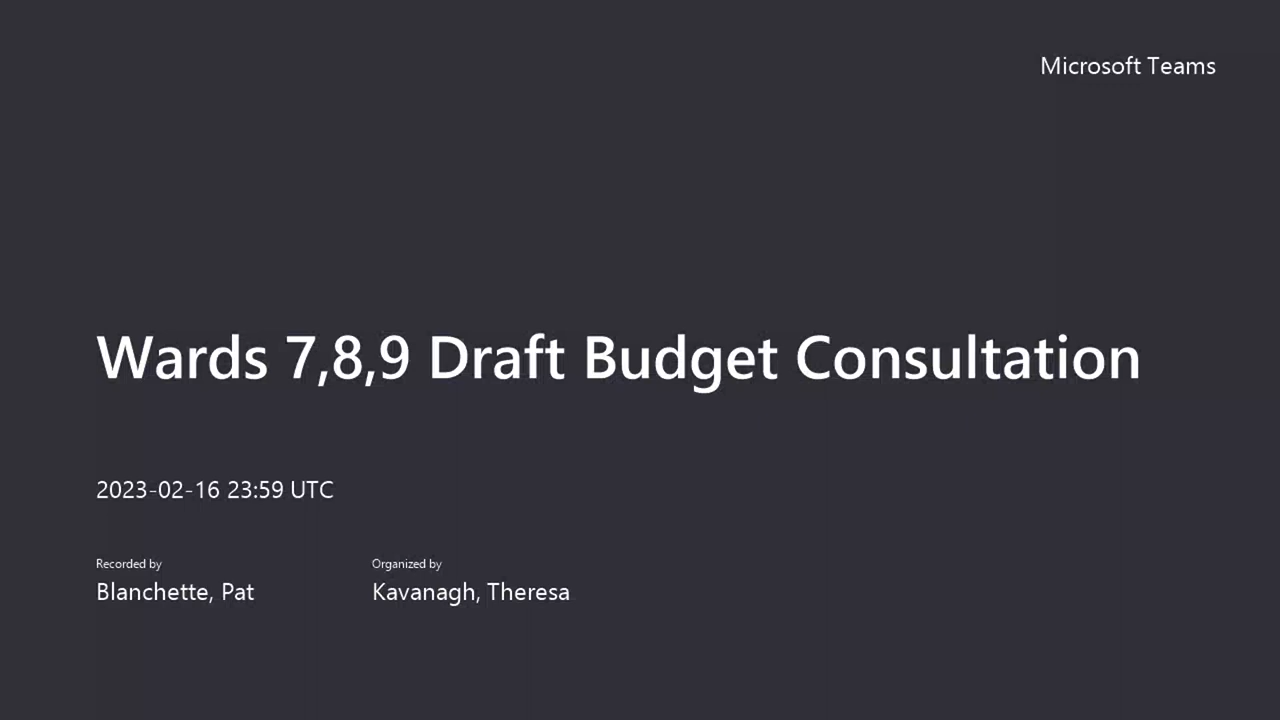 Microsoft Teams
Wards 7,8,9 Draft Budget Consultation
2023-02-16 23:59 UTC
Recorded by
Blanchette, Pat
Organized by
Kavanagh, Theresa